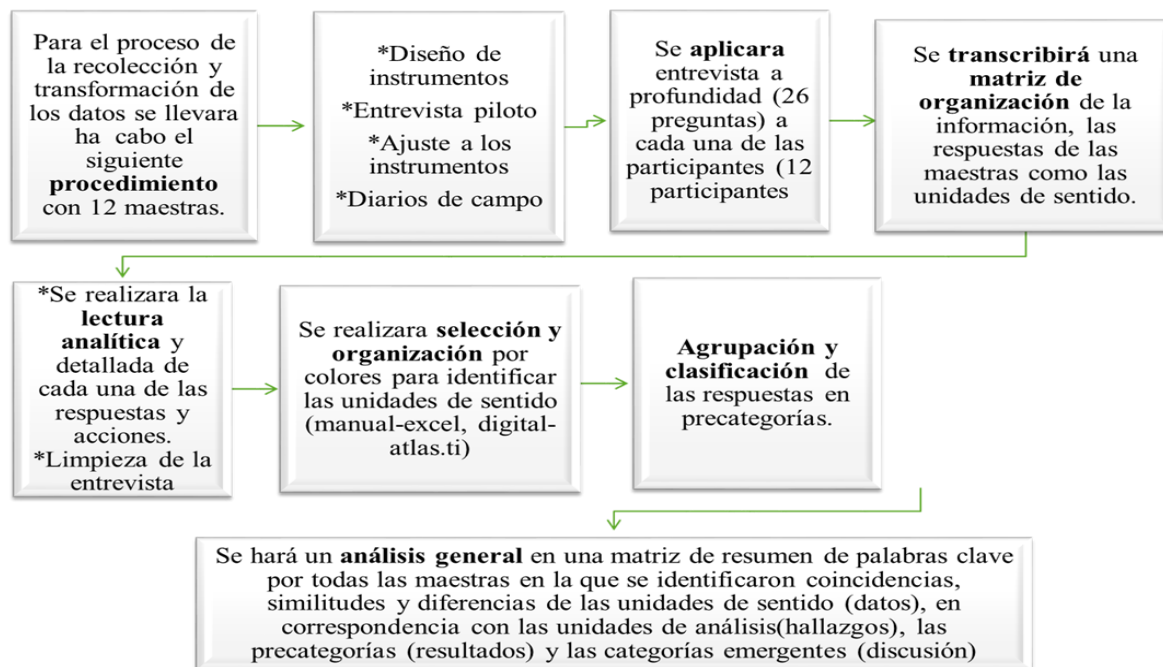 Para el proceso de
la recolección y
transformación de
los datos se llevara
ha cabo el
siguiente
procedimiento
con 12 maestras.
*Diseño de
instrumentos
*Entrevista piloto
*Ajuste a los
instrumentos
*Diarios de campo
Se aplicara
entrevista a
profundidad (26
preguntas) a
cada una de las
participantes (12
participantes
Se transcribirá una
matriz de
organización de la
información, las
respuestas de las
maestras como las
unidades de sentido.
*Se realizara la
lectura
analítica y
detallada de
cada una de las
respuestas y
acciones.
*Limpieza de la
entrevista
Se realizara selección y
organización por
colores para identificar
las unidades de sentido
(manual-excel, digital-
atlas.ti)
Agrupación y
clasificación de
las respuestas en
precategorías.
Se hará un análisis general en una matriz de resumen de palabras clave
por todas las maestras en la que se identificaron coincidencias,
similitudes y diferencias de las unidades de sentido (datos), en
correspondencia con las unidades de análisis(hallazgos), las
precategorías (resultados) y las categorías emergentes (discusión)